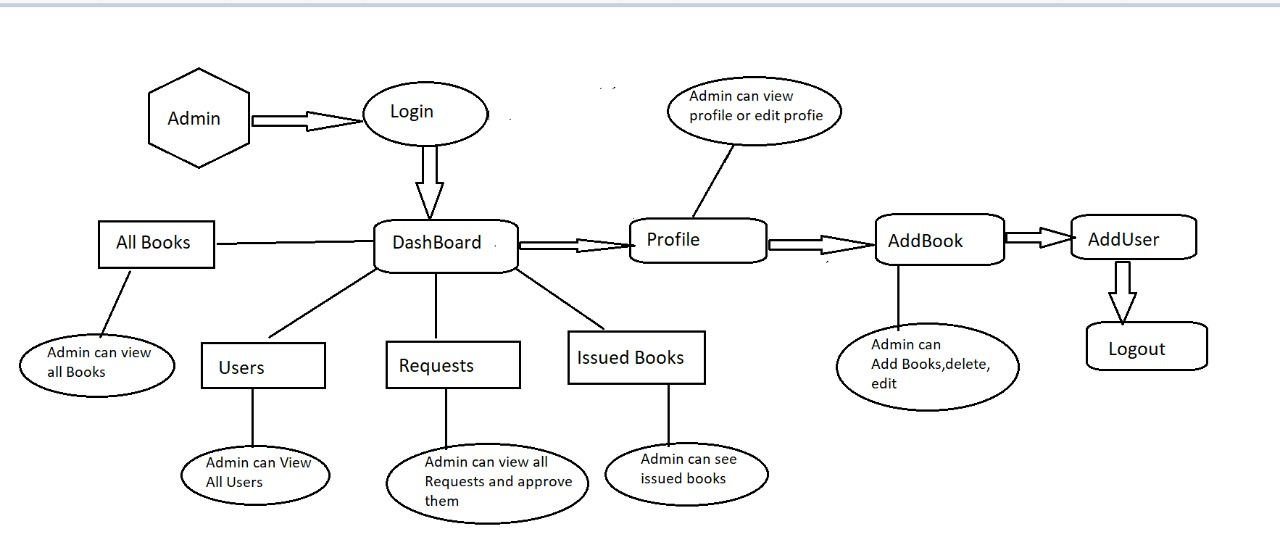 Admin
Login
Admin can view
profile or edit profie
All Books
DashBoard
Profile
AddBook
AddUser
Admin can view
all Books
Users
Requests
Issued Books
Admin can
Add Books,delete,
edit
Logout
Admin can View
All Users
Admin can view all
Requests and approve
them
Admin can see
issued books